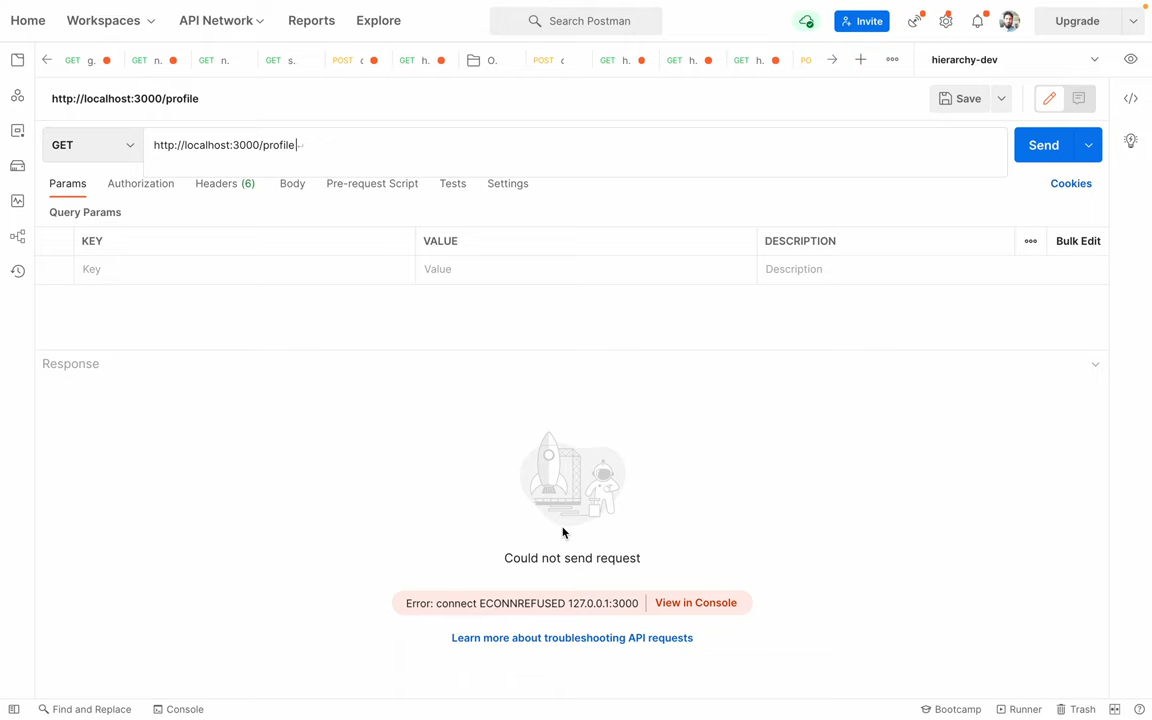 Home Workspaces API Network Reports Explore Search Postman Invite Upgrade
GET g. GET n. GET n. GET s. POST GET h. O. POST GET h. GET h. GET h. PO hierarchy-dev
http://localhost:3000/profile Save
GET http://localhost:3000/profile Send
Params Authorization Headers (6) Body Pre-request Script Tests Settings Cookies
Query Params
KEY VALUE DESCRIPTION Bulk Edit
Key Value Description
Response
Could not send request
Error: connect ECONNREFUSED 127.0.0.1:3000 View in Console
Learn more about troubleshooting API requests
Find and Replace Console Bootcamp Runner Trash